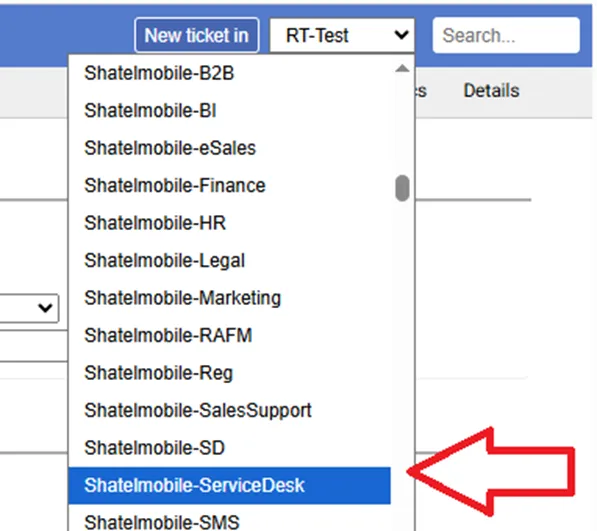 New ticket in RT-Test Search...
Shatelmobile-B2B
Shatelmobile-BI
Details
Shatelmobile-eSales
Shatelmobile-Finance
Shatelmobile-HR
Shatelmobile-Legal
Shatelmobile-Marketing
Shatelmobile-RAFM
Shatelmobile-Reg
Shatelmobile-SalesSupport
Shatelmobile-SD
Shatelmobile-ServiceDesk
Shatelmobile-SMS